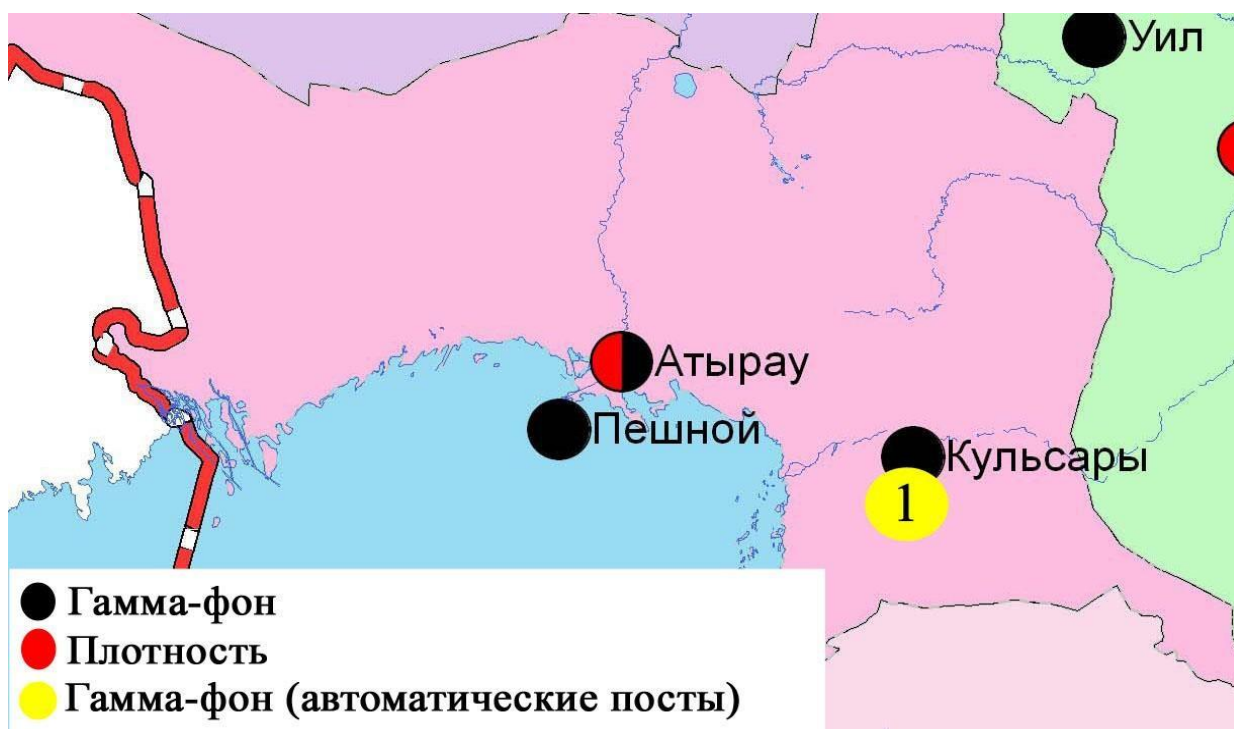 Уил
Атырау
Пешной
Кульсары
1
Гамма-фон
Плотность
Гамма-фон (автоматические посты)